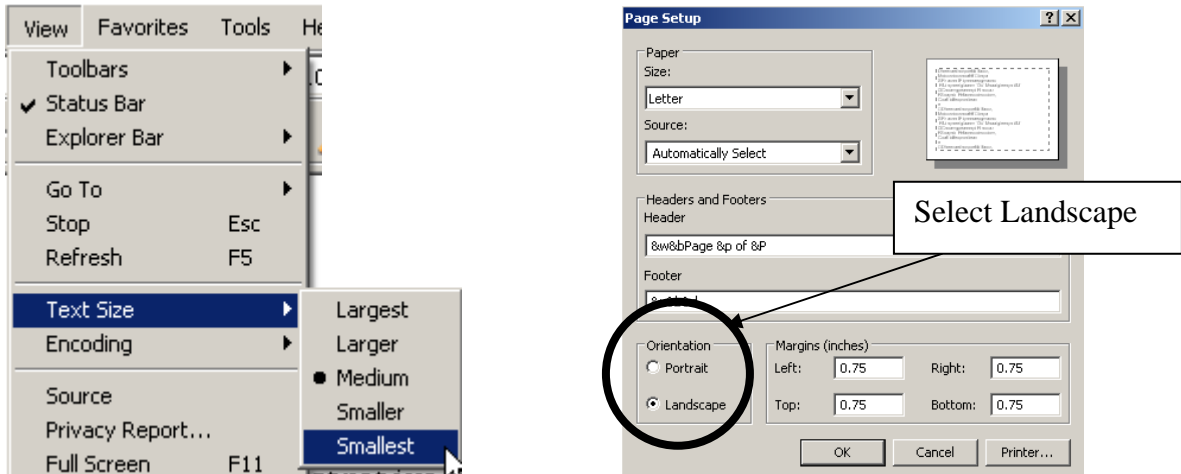 View Favorites Tools
Toolbars
Status Bar
Explorer Bar
Go To
Stop Esc
Refresh F5
Text Size
Encoding
Source
Privacy Report...
Full Screen F11
Largest
Larger
Medium
Smaller
Smallest
Page Setup
Paper
Size:
Letter
Source:
Automatically Select
Headers and Footers
Header
&w&bPage &p of &P
Footer
Select Landscape
Orientation
Portrait
Landscape
Margins (inches)
Left: 0.75 Right: 0.75
Top: 0.75 Bottom: 0.75
OK Cancel Printer...